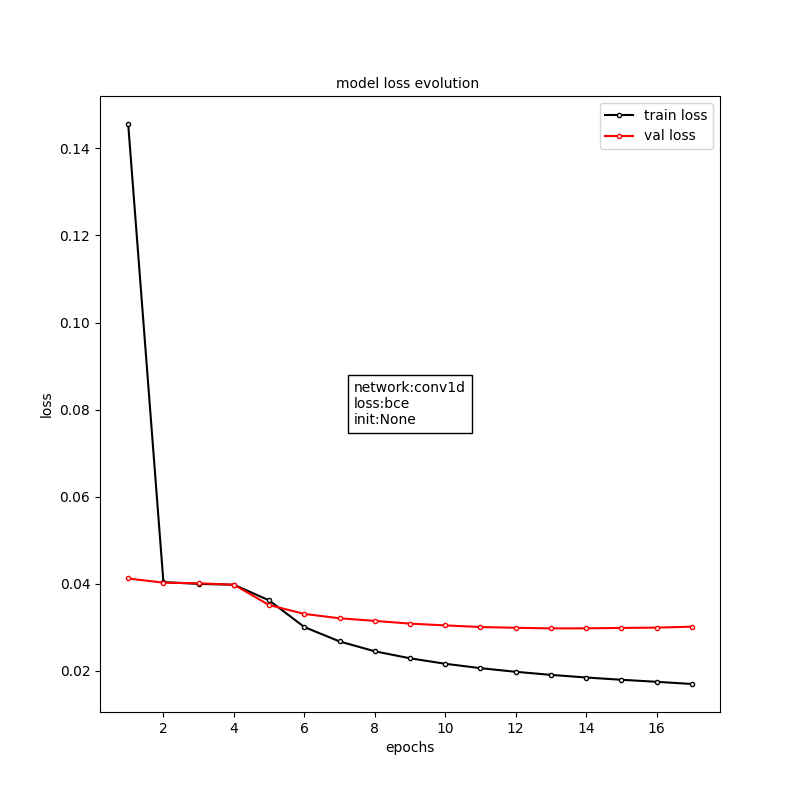 model loss evolution
train loss
val loss
0.14
0.12
0.10
0.08
0.06
0.04
0.02
loss
network:conv1d
loss:bce
init:None
2 4 6 8 10 12 14 16
epochs